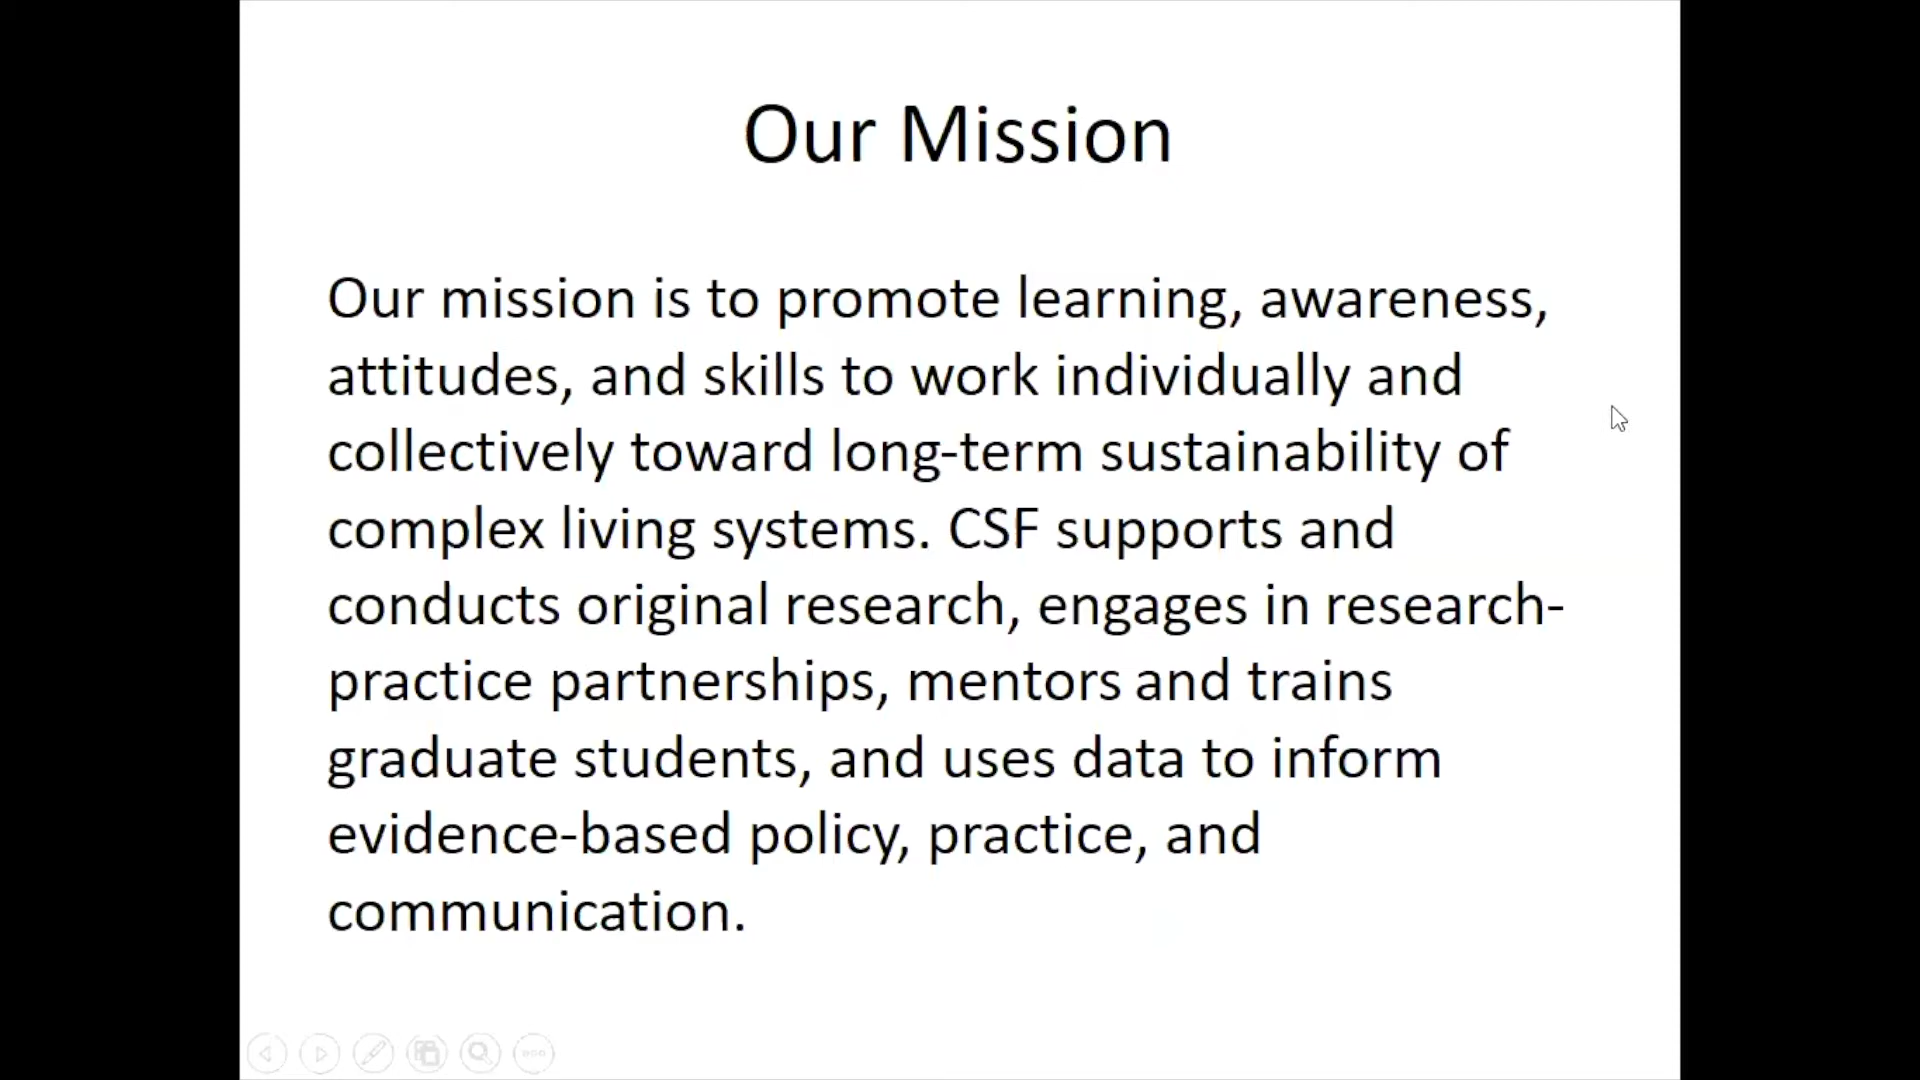 Our Mission
Our mission is to promote learning, awareness,
attitudes, and skills to work individually and
collectively toward long-term sustainability of
complex living systems. CSF supports and
conducts original research, engages in research-
practice partnerships, mentors and trains
graduate students, and uses data to inform
evidence-based policy, practice, and
communication.